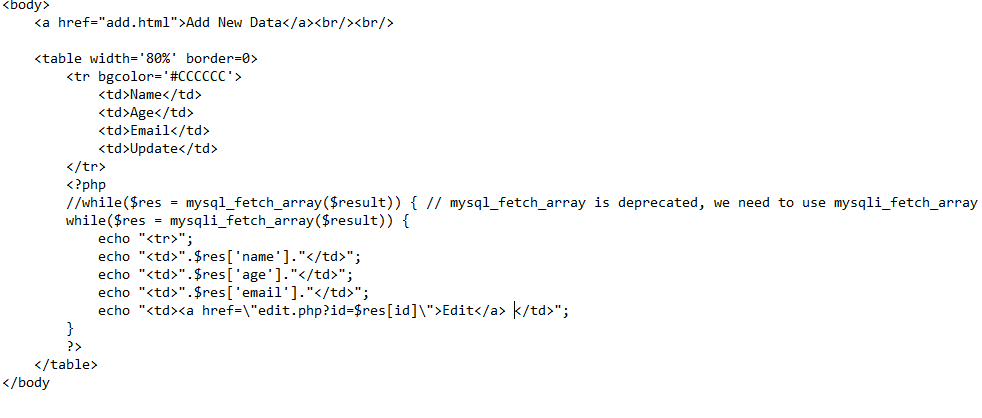 <body>
    <a href="add.html">Add New Data</a><br/><br/>

    <table width='80%' border=0>
        <tr bgcolor='#CCCCCC'>
            <td>Name</td>
            <td>Age</td>
            <td>Email</td>
            <td>Update</td>
        </tr>
        <?php
        //while($res = mysql_fetch_array($result)) { // mysql_fetch_array is deprecated, we need to use mysqli_fetch_array
        while($res = mysqli_fetch_array($result)) {
            echo "<tr>";
            echo "<td>".$res['name']."</td>";
            echo "<td>".$res['age']."</td>";
            echo "<td>".$res['email']."</td>";
            echo "<td><a href=\"edit.php?id=$res[id]\">Edit</a> </td>";
        }
        ?>
    </table>
</body